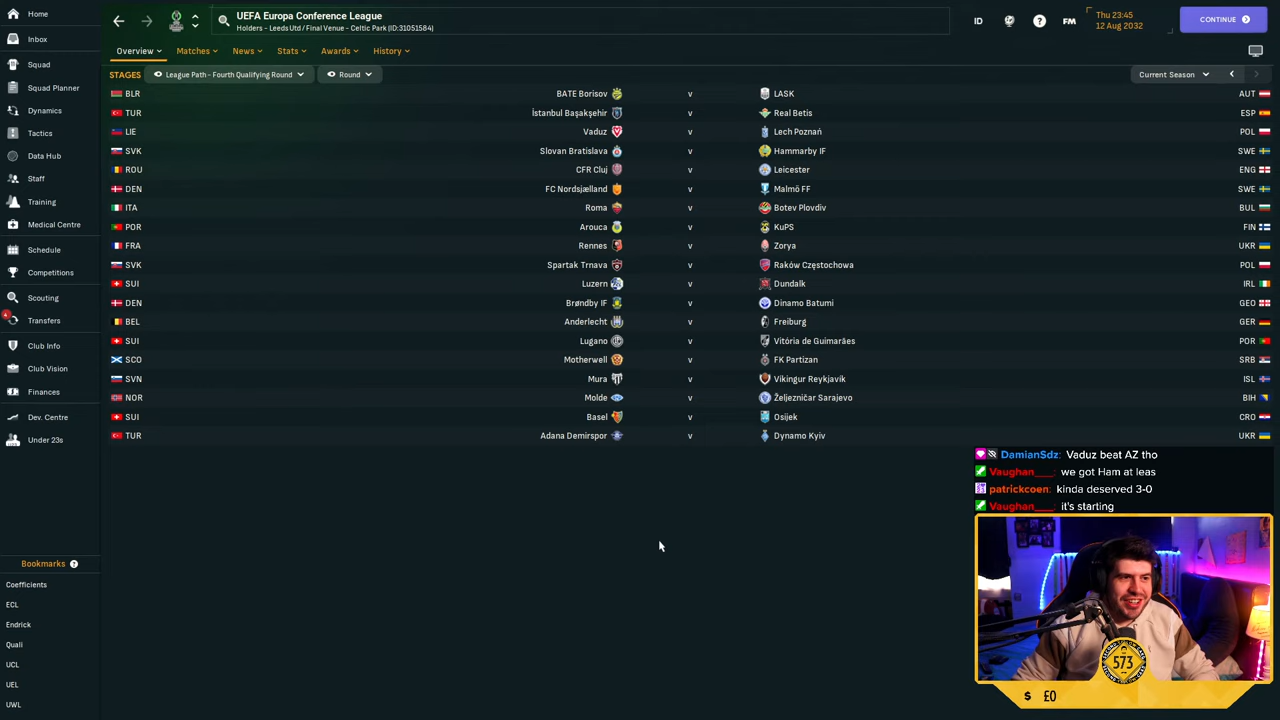 Home
UEFA Europa Conference League
Holders - Leeds Utd / Final Venue - Celtic Park (ID:31051584)
ID
FM
Thu 23:45
12 Aug 2032
CONTINUE
Inbox
Overview
Matches
News
Stats
Awards
History
Squad
STAGES
League Path - Fourth Qualifying Round
Round
Current Season
Squad Planner
Dynamics
Tactics
Data Hub
Staff
Training
Medical Centre
Schedule
Competitions
Scouting
4
Transfers
Club Info
Club Vision
Finances
Dev. Centre
Under 23s
BLR BATE Borisov v LASK AUT
TUR İstanbul Başakşehir v Real Betis ESP
LIE Vaduz v Lech Poznań POL
SVK Slovan Bratislava v Hammarby IF SWE
ROU CFR Cluj v Leicester ENG
DEN FC Nordsjælland v Malmö FF SWE
ITA Roma v Botev Plovdiv BUL
POR Arouca v KuPS FIN
FRA Rennes v Zorya UKR
SVK Spartak Trnava v Raków Częstochowa POL
SUI Luzern v Dundalk IRL
DEN Brøndby IF v Dinamo Batumi GEO
BEL Anderlecht v Freiburg GER
SUI Lugano v Vitória de Guimarães POR
SCO Motherwell v FK Partizan SRB
SVN Mura v Víkingur Reykjavík ISL
NOR Molde v Željezničar Sarajevo BIH
SUI Basel v Osijek CRO
TUR Adana Demirspor v Dynamo Kyiv UKR
DamianSdz: Vaduz beat AZ tho
Vaughan___: we got Ham at leas
patrickcoen: kinda deserved 3-0
Vaughan___: it's starting
Bookmarks
Coefficients
ECL
Endrick
Quali
UCL
UEL
UWL
573
$ £0